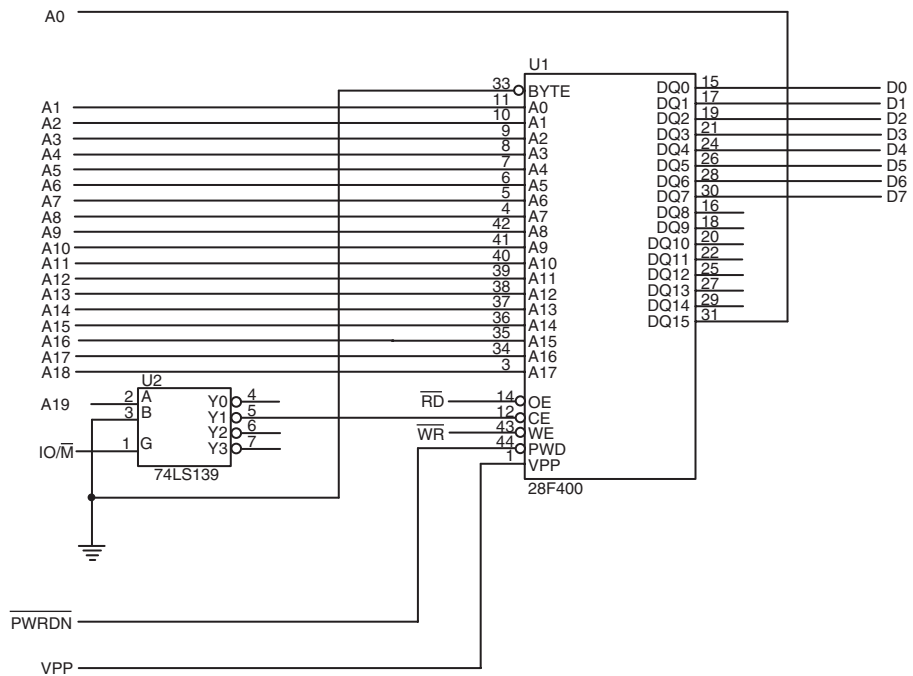 A0
U1
33 BYTE DQ0 15 D0
A1 11 A0 DQ1 17 D1
A2 10 A1 DQ2 19 D2
A3 9 A2 DQ3 21 D3
A4 8 A3 DQ4 24 D4
A5 7 A4 DQ5 26 D5
A6 6 A5 DQ6 28 D6
A7 5 A6 DQ7 30 D7
A8 4 A7 DQ8 16
A9 42 A8 DQ9 18
A10 41 A9 DQ10 20
A11 40 A10 DQ11 22
A12 39 A11 DQ12 25
A13 38 A12 DQ13 27
A14 37 A13 DQ14 29
A15 36 A14 DQ15 31
A16 35 A15
A17 34 A16
A18 3 A17
U2
A19 2 A Y0 4 RD 14 OE
3 B Y1 5 12 CE
Y2 6 WR 43 WE
IO/M 1 G Y3 7 44 PWD
1 VPP
74LS139
28F400
PWRDN
VPP